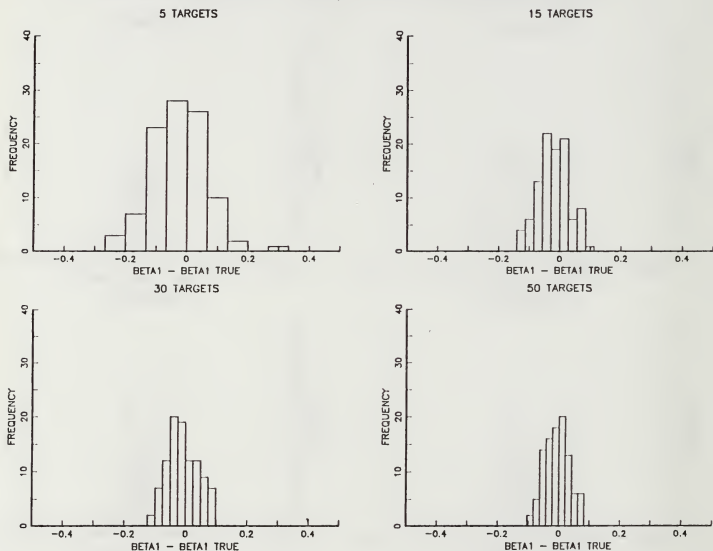 5 TARGETS
FREQUENCY
0 10 20 30 40
-0.4 -0.2 0 0.2 0.4
BETA1 - BETA1 TRUE
15 TARGETS
FREQUENCY
0 10 20 30 40
-0.4 -0.2 0 0.2 0.4
BETA1 - BETA1 TRUE
30 TARGETS
FREQUENCY
0 10 20 30 40
-0.4 -0.2 0 0.2 0.4
BETA1 - BETA1 TRUE
50 TARGETS
FREQUENCY
0 10 20 30 40
-0.4 -0.2 0 0.2 0.4
BETA1 - BETA1 TRUE